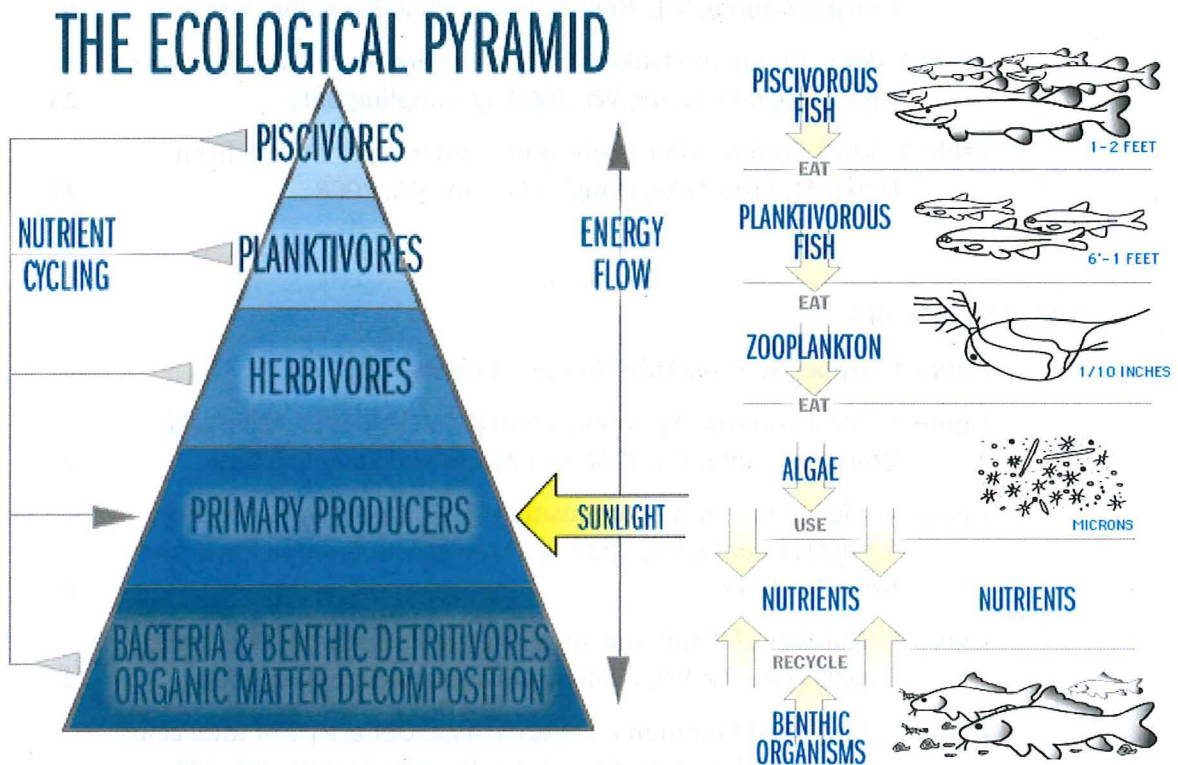 THE ECOLOGICAL PYRAMID
PISCIVORES
PLANKTIVORES
HERBIVORES
PRIMARY PRODUCERS
BACTERIA & BENTHIC DETRITIVORES
ORGANIC MATTER DECOMPOSITION
NUTRIENT
CYCLING
ENERGY
FLOW
SUNLIGHT
PISCIVOROUS
FISH
1-2 FEET
EAT
PLANKTIVOROUS
FISH
6'-1 FEET
EAT
ZOOPLANKTON
1/10 INCHES
EAT
ALGAE
MICRONS
USE
NUTRIENTS
NUTRIENTS
RECYCLE
BENTHIC
ORGANISMS